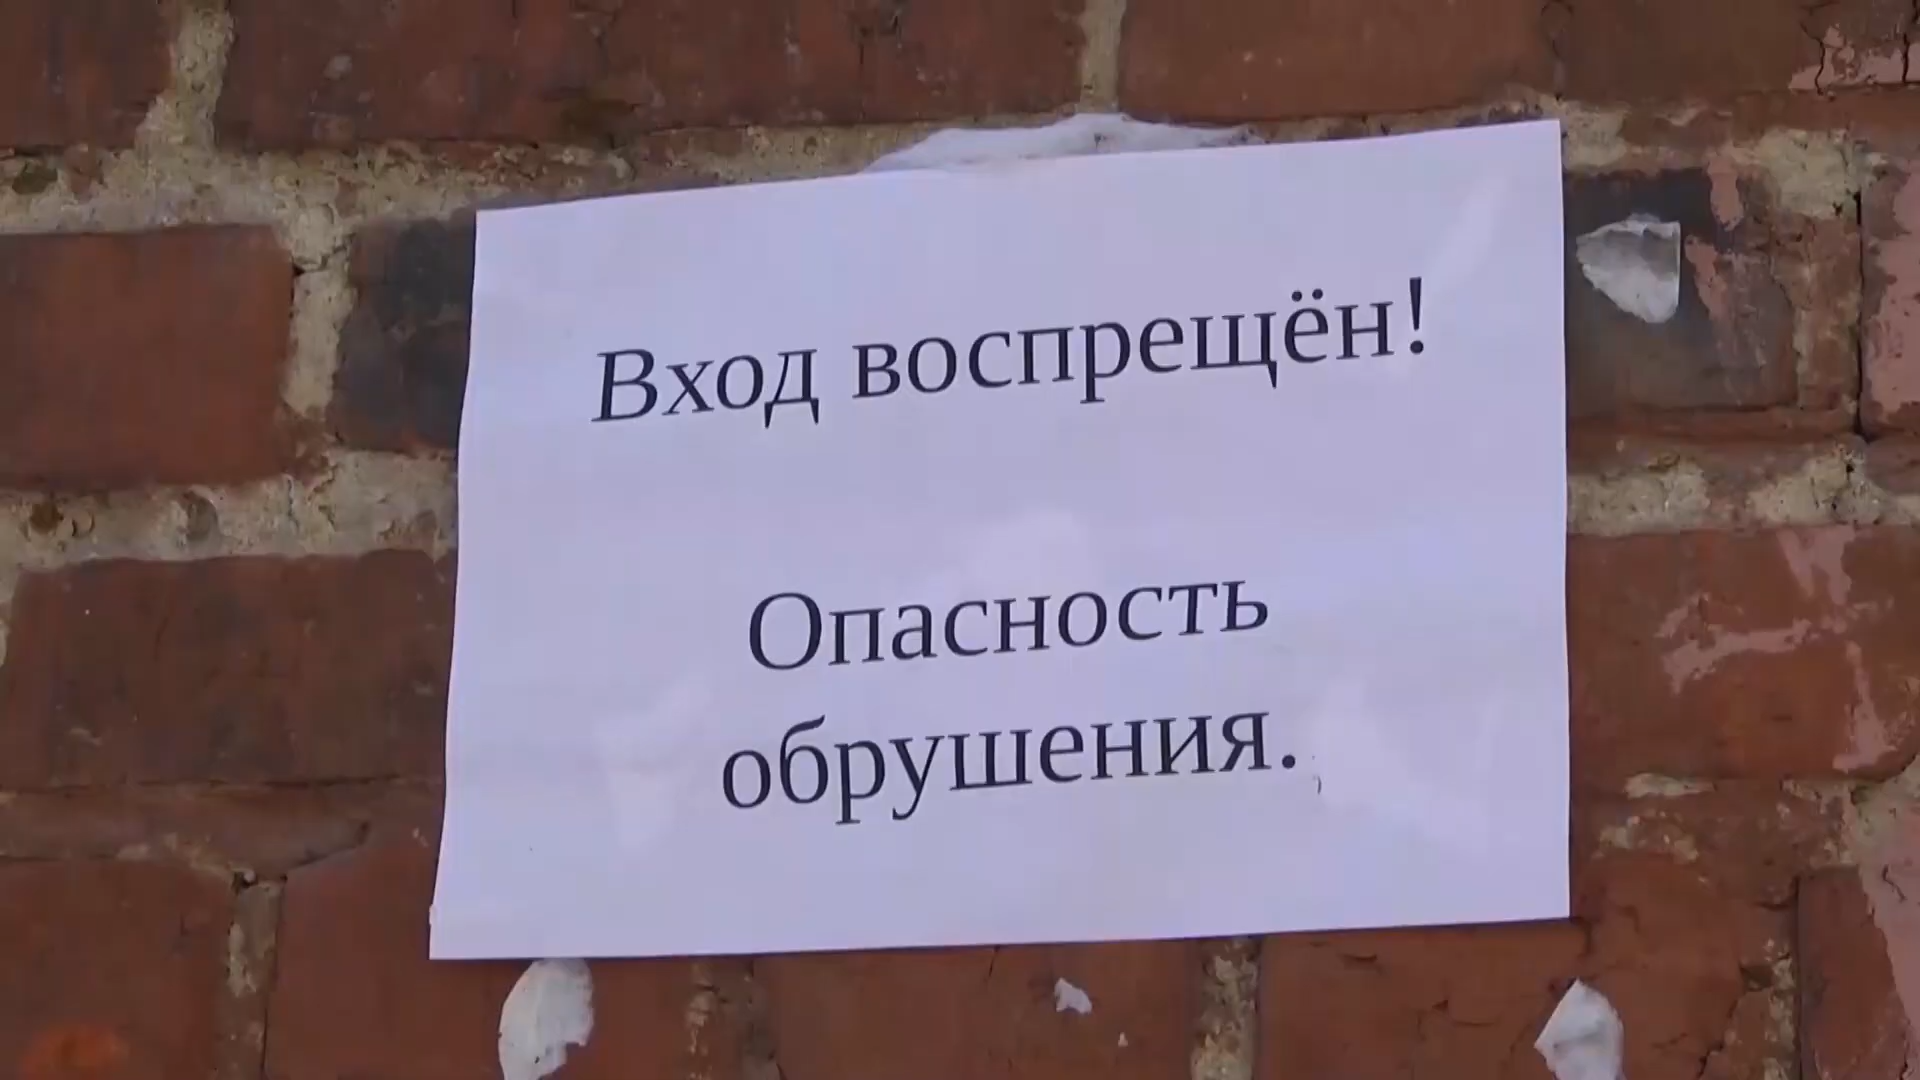 Вход воспрещён!
Опасность
обрушения.